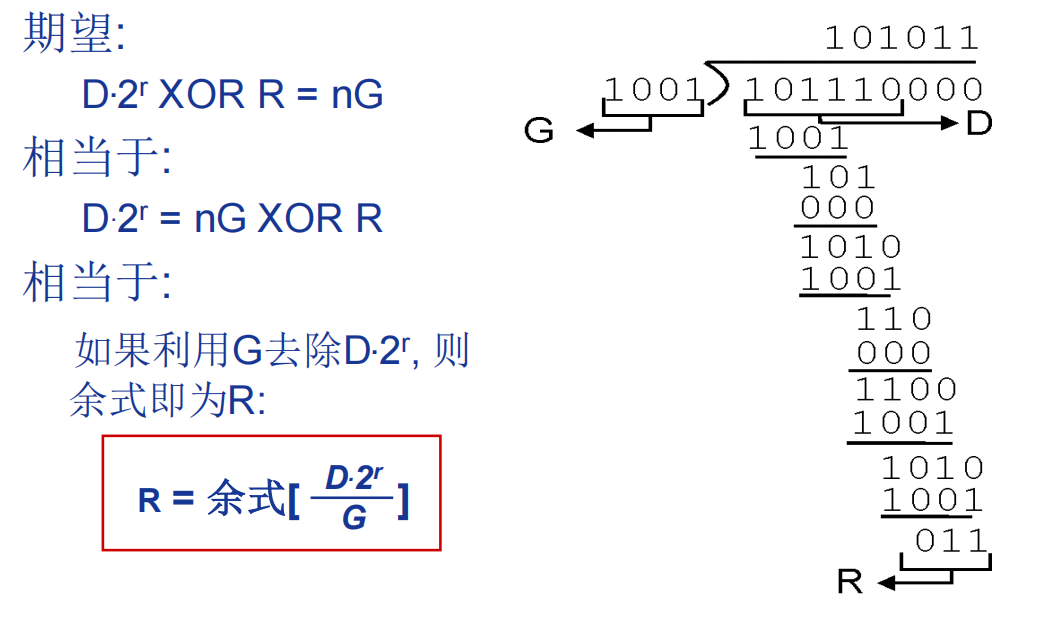 期望:
D·2ʳ XOR R = nG
相当于:
D·2ʳ = nG XOR R
相当于:
如果利用G去除D·2ʳ, 则
余式即为R:
R = 余式[ D·2ʳ / G ]
101011
1001 101110000
G
D
1001
101
000
1010
1001
110
000
1100
1001
1010
1001
011
R